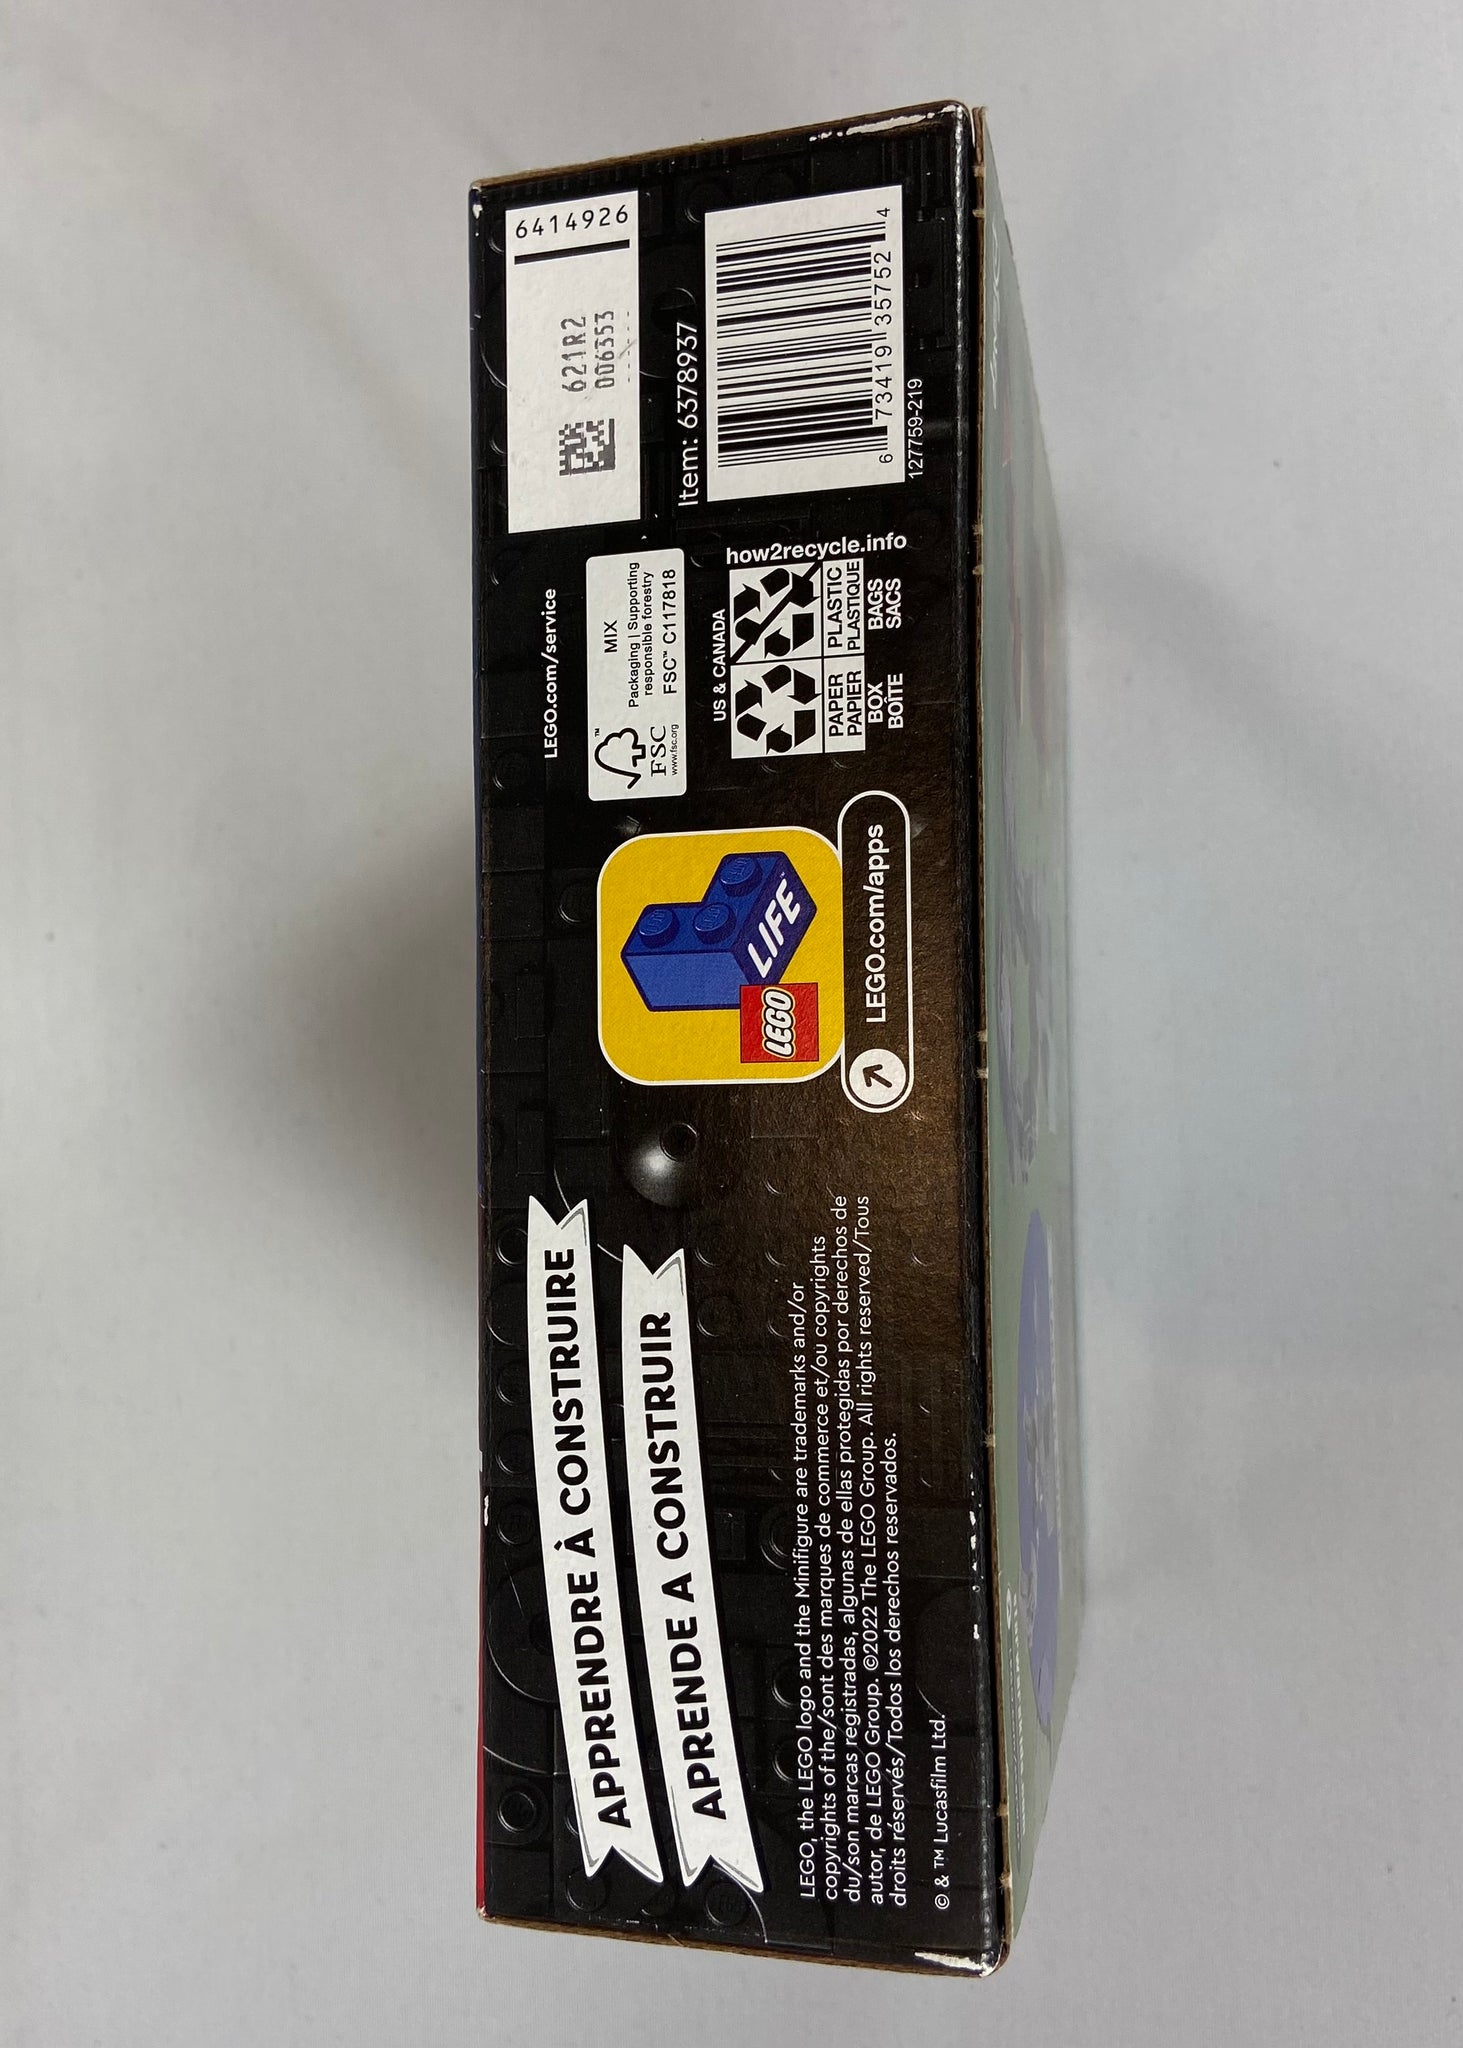 APPRENDRE À CONSTRUIRE
APRENDE A CONSTRUIR
LEGO, the LEGO logo and the Minifigure are trademarks and/or
copyrights of the/sont des marques de commerce et/ou copyrights
du/son marcas registradas, algunas de ellas protegidas por derechos de
autor, de LEGO Group. ©2022 The LEGO Group. All rights reserved/Tous
droits réservés/Todos los derechos reservados.
© & ™ Lucasfilm Ltd.
LEGO
LIFE
LEGO.com/apps
LEGO.com/service
FSC™
www.fsc.org
MIX
Packaging | Supporting
responsible forestry
FSC™ C117818
US & CANADA
how2recycle.info
PAPER PLASTIC
PAPIER PLASTIQUE
BOX BAGS
BOÎTE SACS
621R2
006353
6414926
Item: 6378937
6 73419 35752 4
127759-219